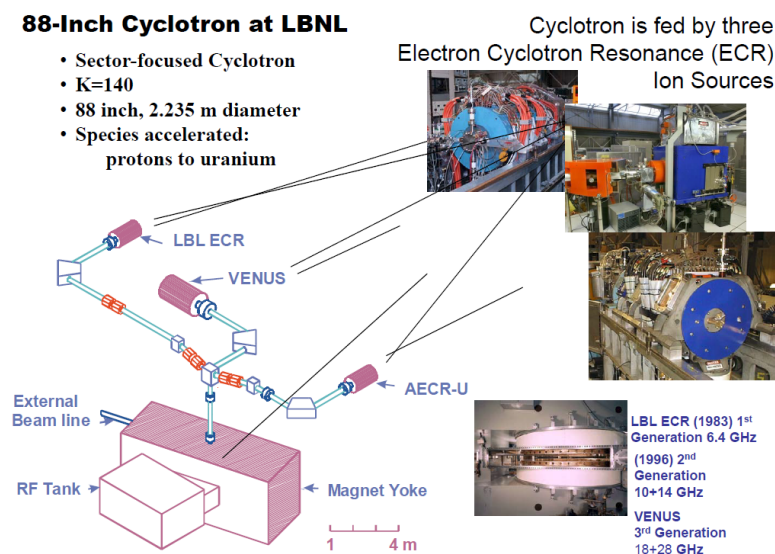 88-Inch Cyclotron at LBNL
• Sector-focused Cyclotron
• K=140
• 88 inch, 2.235 m diameter
• Species accelerated:
protons to uranium
Cyclotron is fed by three
Electron Cyclotron Resonance (ECR)
Ion Sources
LBL ECR
VENUS
AECR-U
External
Beam line
RF Tank
Magnet Yoke
1 4 m
LBL ECR (1983) 1st
Generation 6.4 GHz
(1996) 2nd
Generation
10+14 GHz
VENUS
3rd Generation
18+28 GHz